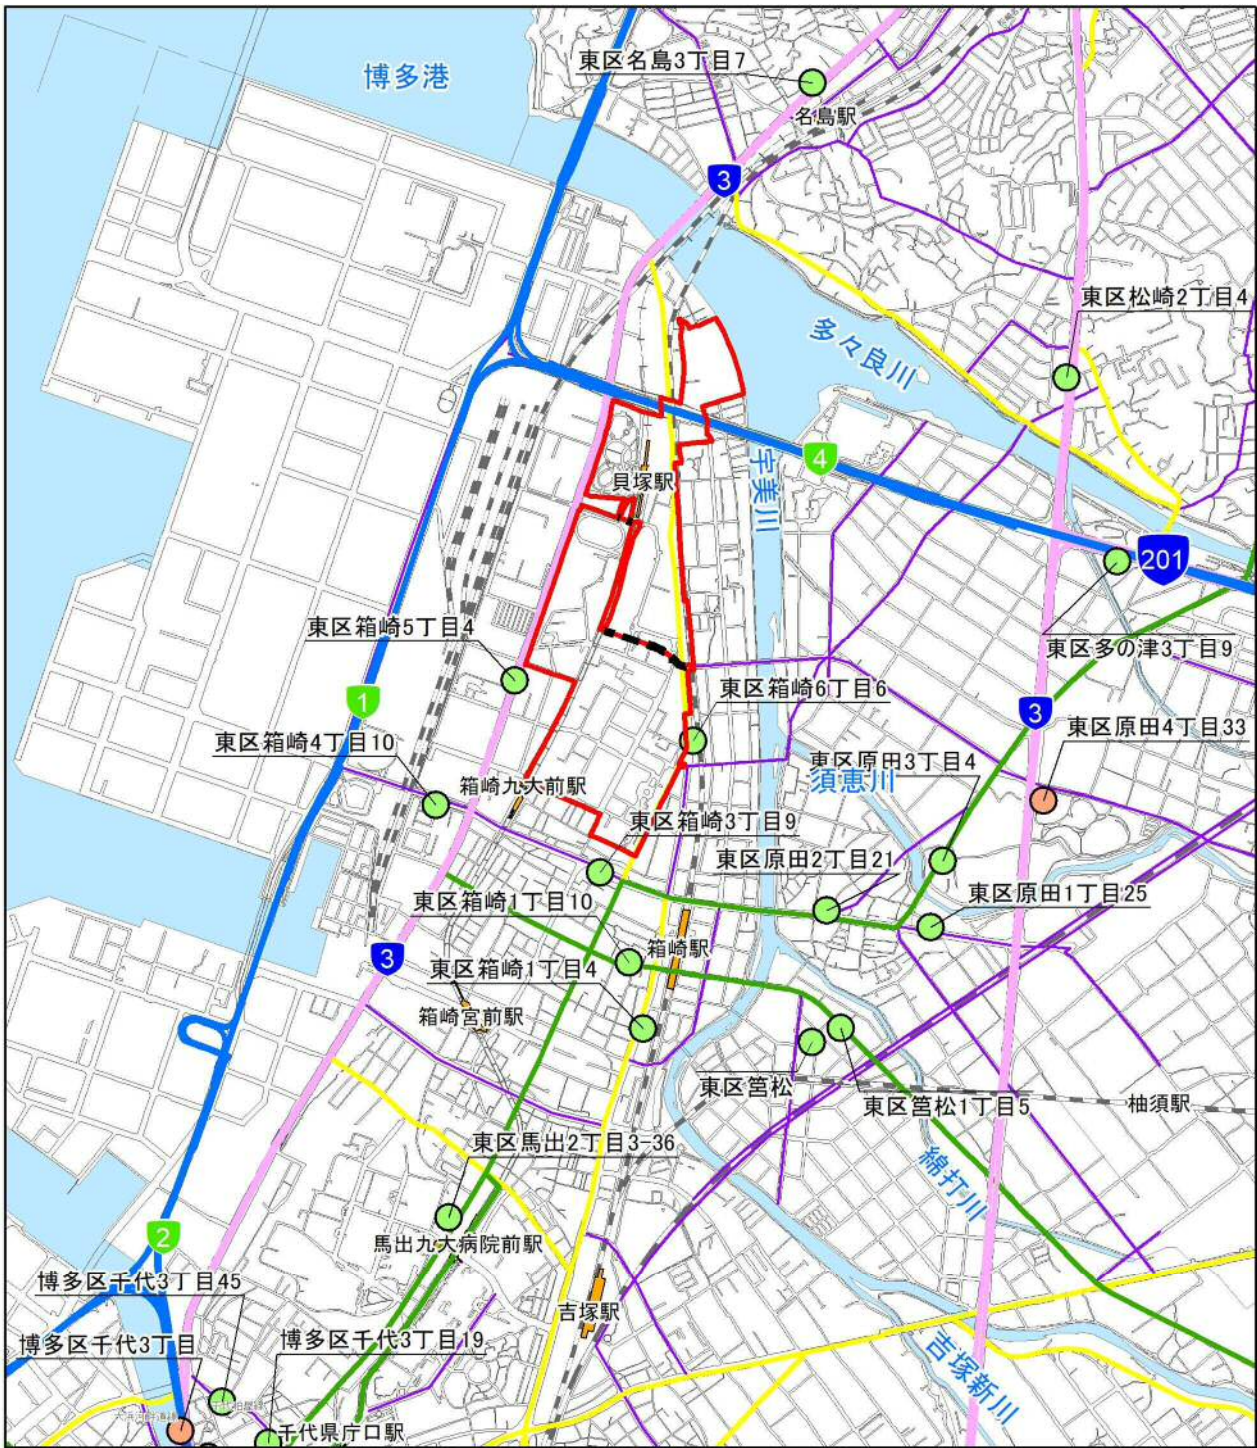 東区名島3丁目7
博多港
名島駅
3
東区松崎2丁目4
多々良川
4
宇美川
貝塚駅
201
東区箱崎5丁目4
東区多の津3丁目9
東区箱崎6丁目6
1
3
東区原田4丁目33
東区箱崎4丁目10
東区原田3丁目4
須恵川
箱崎九大前駅
東区箱崎3丁目9
東区原田2丁目21
東区原田1丁目25
東区箱崎1丁目10
箱崎駅
3
東区箱崎1丁目4
箱崎宮前駅
東区筥松
東区筥松1丁目5
柚須駅
東区馬出2丁目3-36
綿打川
2
馬出九大病院前駅
博多区千代3丁目45
吉塚駅
博多区千代3丁目
博多区千代3丁目19
吉塚新川
千代県庁口駅